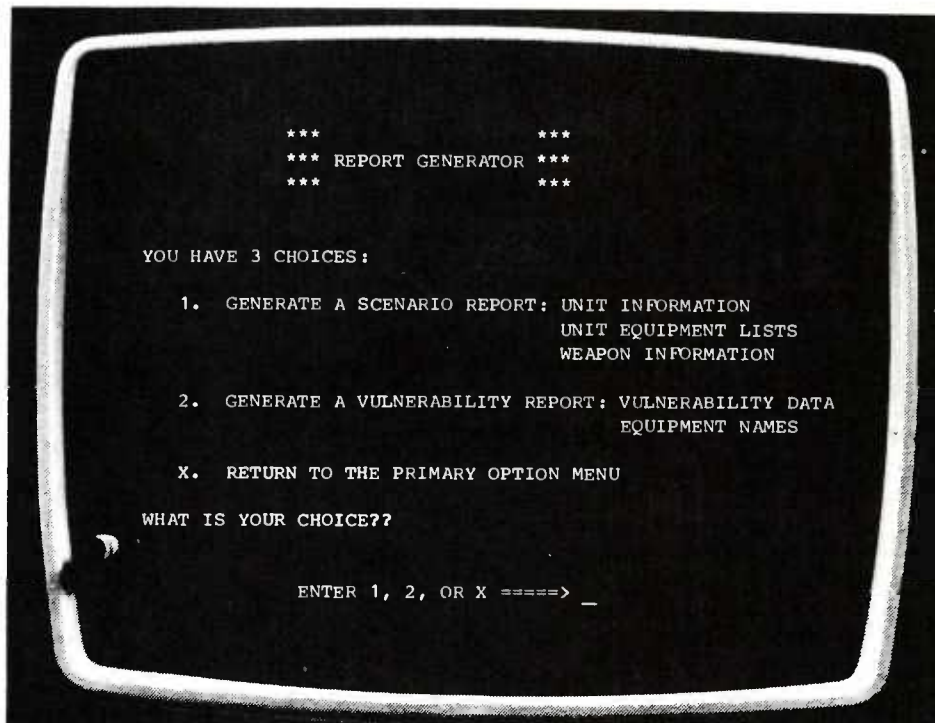 *** ***
*** REPORT GENERATOR ***
*** ***
YOU HAVE 3 CHOICES:
1. GENERATE A SCENARIO REPORT: UNIT INFORMATION
UNIT EQUIPMENT LISTS
WEAPON INFORMATION
2. GENERATE A VULNERABILITY REPORT: VULNERABILITY DATA
EQUIPMENT NAMES
X. RETURN TO THE PRIMARY OPTION MENU
WHAT IS YOUR CHOICE??
ENTER 1, 2, OR X =====> _